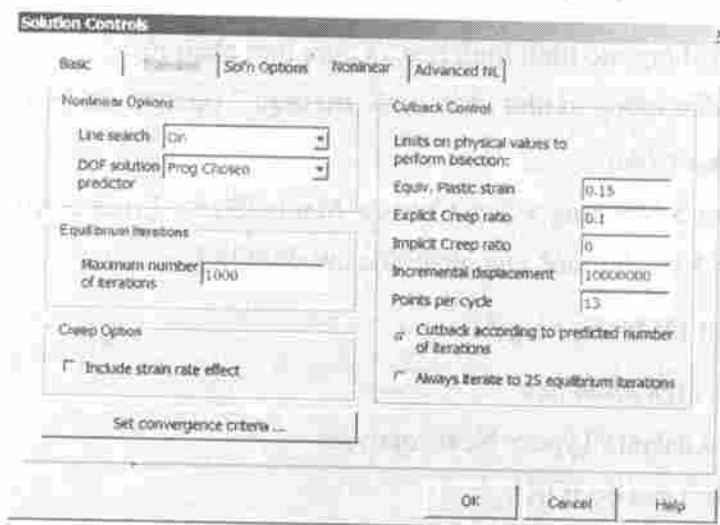 Solution Controls
Basic
Sol'n Options
Nonlinear
Advanced NL
Nonlinear Options
Line search
On
DOF solution predictor
Prog Chosen
Equilibrium Iterations
Maximum number of iterations
1000
Creep Option
Include strain rate effect
Set convergence criteria ...
Cutback Control
Limits on physical values to
perform bisection:
Equiv. Plastic strain
0.15
Explicit Creep ratio
0.1
Implicit Creep ratio
0
Incremental displacement
10000000
Points per cycle
13
Cutback according to predicted number
of iterations
Always iterate to 25 equilibrium iterations
OK
Cancel
Help